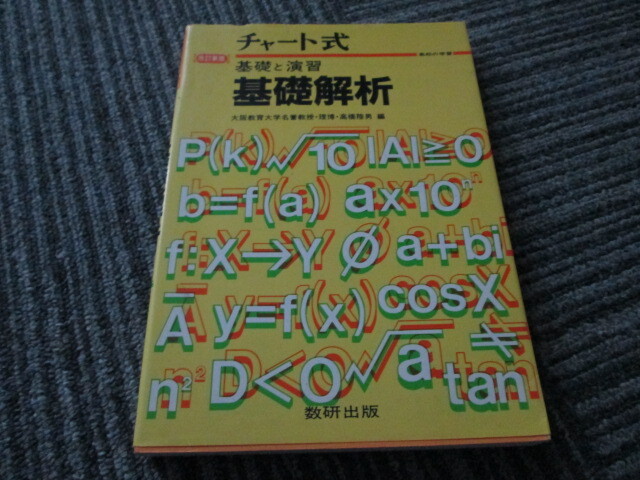 チャート式
改訂新版
基礎と演習
基礎解析
大阪教育大学名誉教授・理博・高橋陸男 編
P(k) √10 |A|≧0
b=f(a) ax10ⁿ
f:X→Y Ø a+bi
A̅ y=f(x) cosX
n² D<0 √a ≠ tan
数研出版